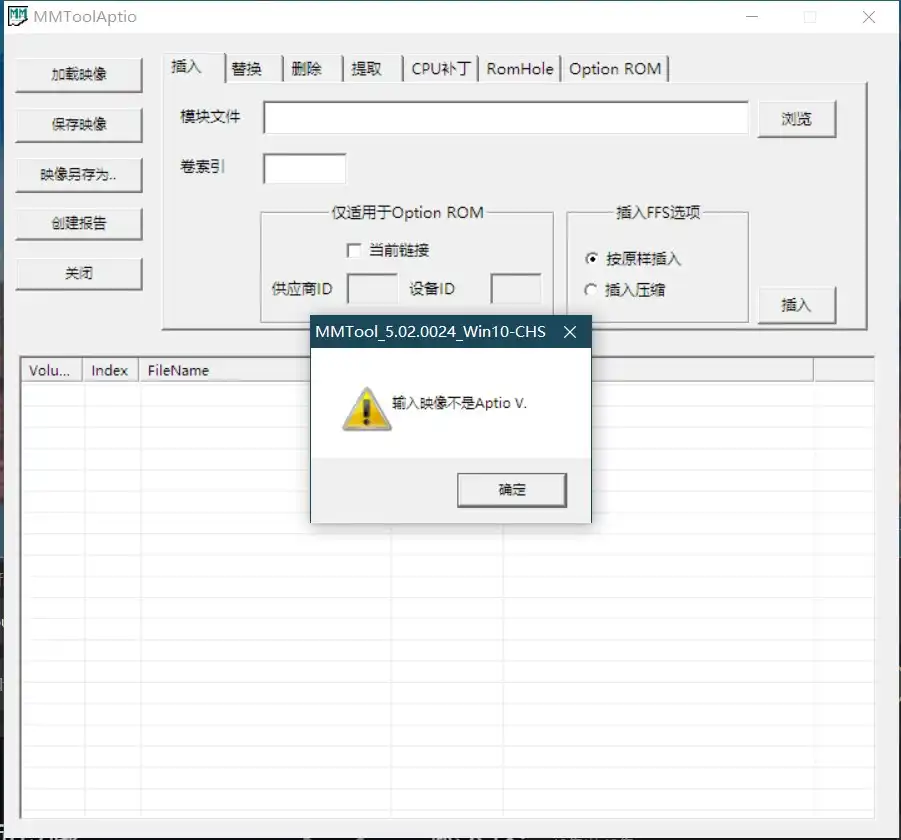 MMToolAptio
加载映像
保存映像
映像另存为..
创建报告
关闭
插入 替换 删除 提取 CPU补丁 RomHole Option ROM
模块文件
浏览
卷索引
仅适用于Option ROM
当前链接
供应商ID 设备ID
插入FFS选项
按原样插入
插入压缩
插入
Volu... Index FileName
MMTool_5.02.0024_Win10-CHS
输入映像不是Aptio V.
确定